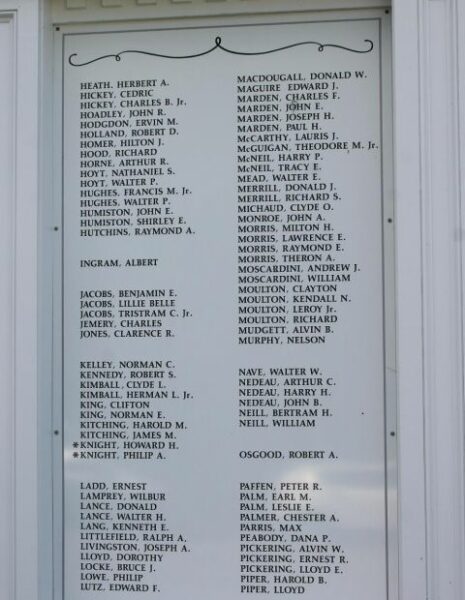 HEATH, HERBERT A.
HICKEY, CEDRIC
HICKEY, CHARLES B. Jr.
HOADLEY, JOHN R.
HODGDON, ERVIN M.
HOLLAND, ROBERT D.
HOMER, HILTON J.
HOOD, RICHARD
HORNE, ARTHUR R.
HOYT, NATHANIEL S.
HOYT, WALTER P.
HUGHES, FRANCIS M. Jr.
HUGHES, WALTER P.
HUMISTON, JOHN E.
HUMISTON, SHIRLEY E.
HUTCHINS, RAYMOND A.
INGRAM, ALBERT
JACOBS, BENJAMIN E.
JACOBS, LILLIE BELLE
JACOBS, TRISTRAM C. Jr.
JEMERY, CHARLES
JONES, CLARENCE R.
KELLEY, NORMAN C.
KENNEDY, ROBERT S.
KIMBALL, CLYDE L.
KIMBALL, HERMAN L. Jr.
KING, CLIFTON
KING, NORMAN E.
KITCHING, HAROLD M.
KITCHING, JAMES M.
*KNIGHT, HOWARD H.
*KNIGHT, PHILIP A.
LADD, ERNEST
LAMPREY, WILBUR
LANCE, DONALD
LANCE, WALTER H.
LANG, KENNETH E.
LITTLEFIELD, RALPH A.
LIVINGSTON, JOSEPH A.
LLOYD, DOROTHY
LOCKE, BRUCE J.
LOWE, PHILIP
LUTZ, EDWARD F.
MACDOUGALL, DONALD W.
MAGUIRE EDWARD J.
MARDEN, CHARLES F.
MARDEN, JOHN E.
MARDEN, JOSEPH H.
MARDEN, PAUL H.
McCARTHY, LAURIS J.
McGUIGAN, THEODORE M. Jr.
McNEIL, HARRY P.
McNEIL, TRACY E.
MEAD, WALTER E.
MERRILL, DONALD J.
MERRILL, RICHARD S.
MICHAUD, CLYDE O.
MONROE, JOHN A.
MORRIS, MILTON H.
MORRIS, LAWRENCE E.
MORRIS, RAYMOND E.
MORRIS, THERON A.
MOSCARDINI, ANDREW J.
MOSCARDINI, WILLIAM
MOULTON, CLAYTON
MOULTON, KENDALL N.
MOULTON, LEROY Jr.
MOULTON, RICHARD
MUDGETT, ALVIN B.
MURPHY, NELSON
NAVE, WALTER W.
NEDEAU, ARTHUR C.
NEDEAU, HARRY H.
NEDEAU, JOHN B.
NEILL, BERTRAM H.
NEILL, WILLIAM
OSGOOD, ROBERT A.
PAFFEN, PETER R.
PALM, EARL M.
PALM, LESLIE E.
PALMER, CHESTER A.
PARRIS, MAX
PEABODY, DANA P.
PICKERING, ALVIN W.
PICKERING, ERNEST R.
PICKERING, LLOYD E.
PIPER, HAROLD B.
PIPER, LLOYD